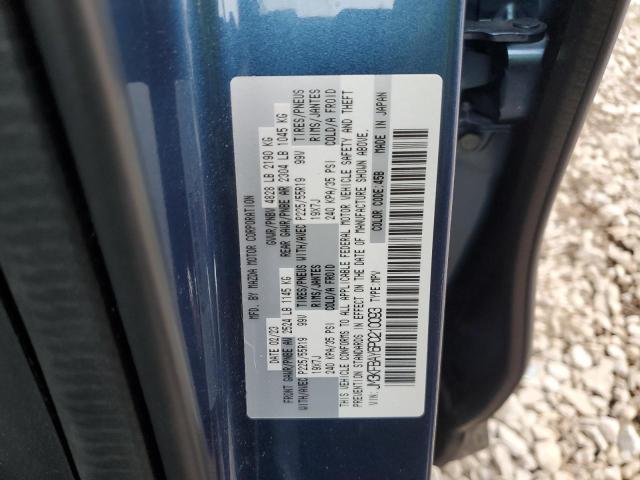 MFD. BY MAZDA MOTOR CORPORATION
DATE 02/23 GVWR/PNBV 4828 LB 2190 KG
FRONT GAWR/PNBE AV 2524 LB 1145 KG REAR GAWR/PNBE AR 2304 LB 1045 KG
WITH/AVEC P225/55R19 99V TIRES/PNEUS WITH/AVEC P225/55R19 99V TIRES/PNEUS
19X7J RIMS/JANTES 19X7J RIMS/JANTES
240 KPA/35 PSI COLD/A FROID 240 KPA/35 PSI COLD/A FROID
THIS VEHICLE CONFORMS TO ALL APPLICABLE FEDERAL MOTOR VEHICLE SAFETY AND THEFT
PREVENTION STANDARDS IN EFFECT ON THE DATE OF MANUFACTURE SHOWN ABOVE.
VIN: TYPE:MPV COLOR CODE:45B MADE IN JAPAN